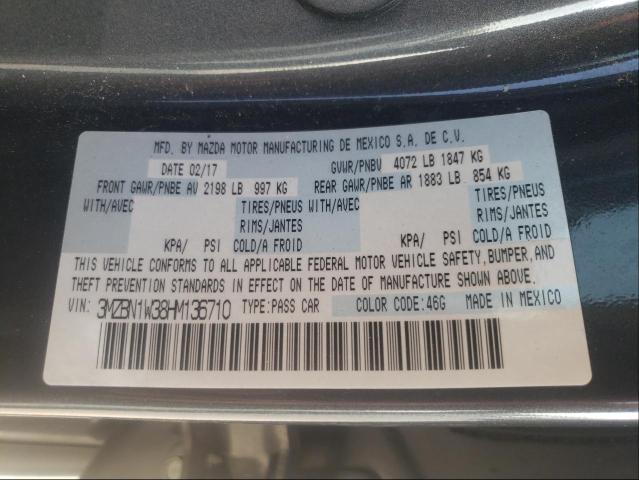 MFD. BY MAZDA MOTOR MANUFACTURING DE MEXICO S.A. DE C.V.
DATE 02/17 GVWR/PNBV 4072 LB 1847 KG
FRONT GAWR/PNBE AV 2198 LB 997 KG REAR GAWR/PNBE AR 1883 LB 854 KG
WITH/AVEC TIRES/PNEUS WITH/AVEC TIRES/PNEUS
RIMS/JANTES RIMS/JANTES
KPA/ PSI COLD/A FROID KPA/ PSI COLD/A FROID
THIS VEHICLE CONFORMS TO ALL APPLICABLE FEDERAL MOTOR VEHICLE SAFETY, BUMPER, AND
THEFT PREVENTION STANDARDS IN EFFECT ON THE DATE OF MANUFACTURE SHOWN ABOVE.
VIN: 3MZBN1W38HM136710 TYPE:PASS CAR COLOR CODE:46G MADE IN MEXICO